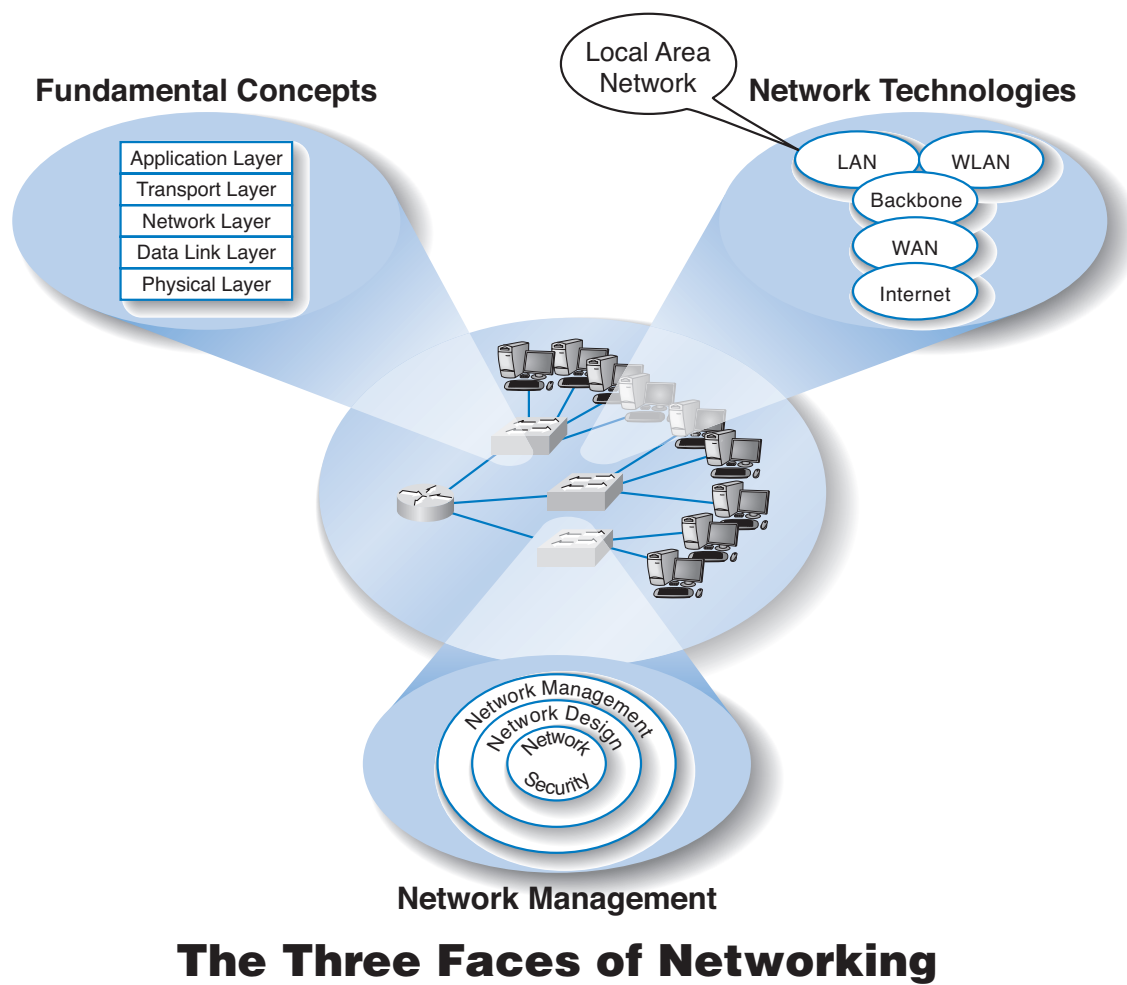 Local Area
Network
Fundamental Concepts
Network Technologies
Application Layer
Transport Layer
Network Layer
Data Link Layer
Physical Layer
LAN
WLAN
Backbone
WAN
Internet
Network Management
Network Design
Network
Security
Network Management
The Three Faces of Networking